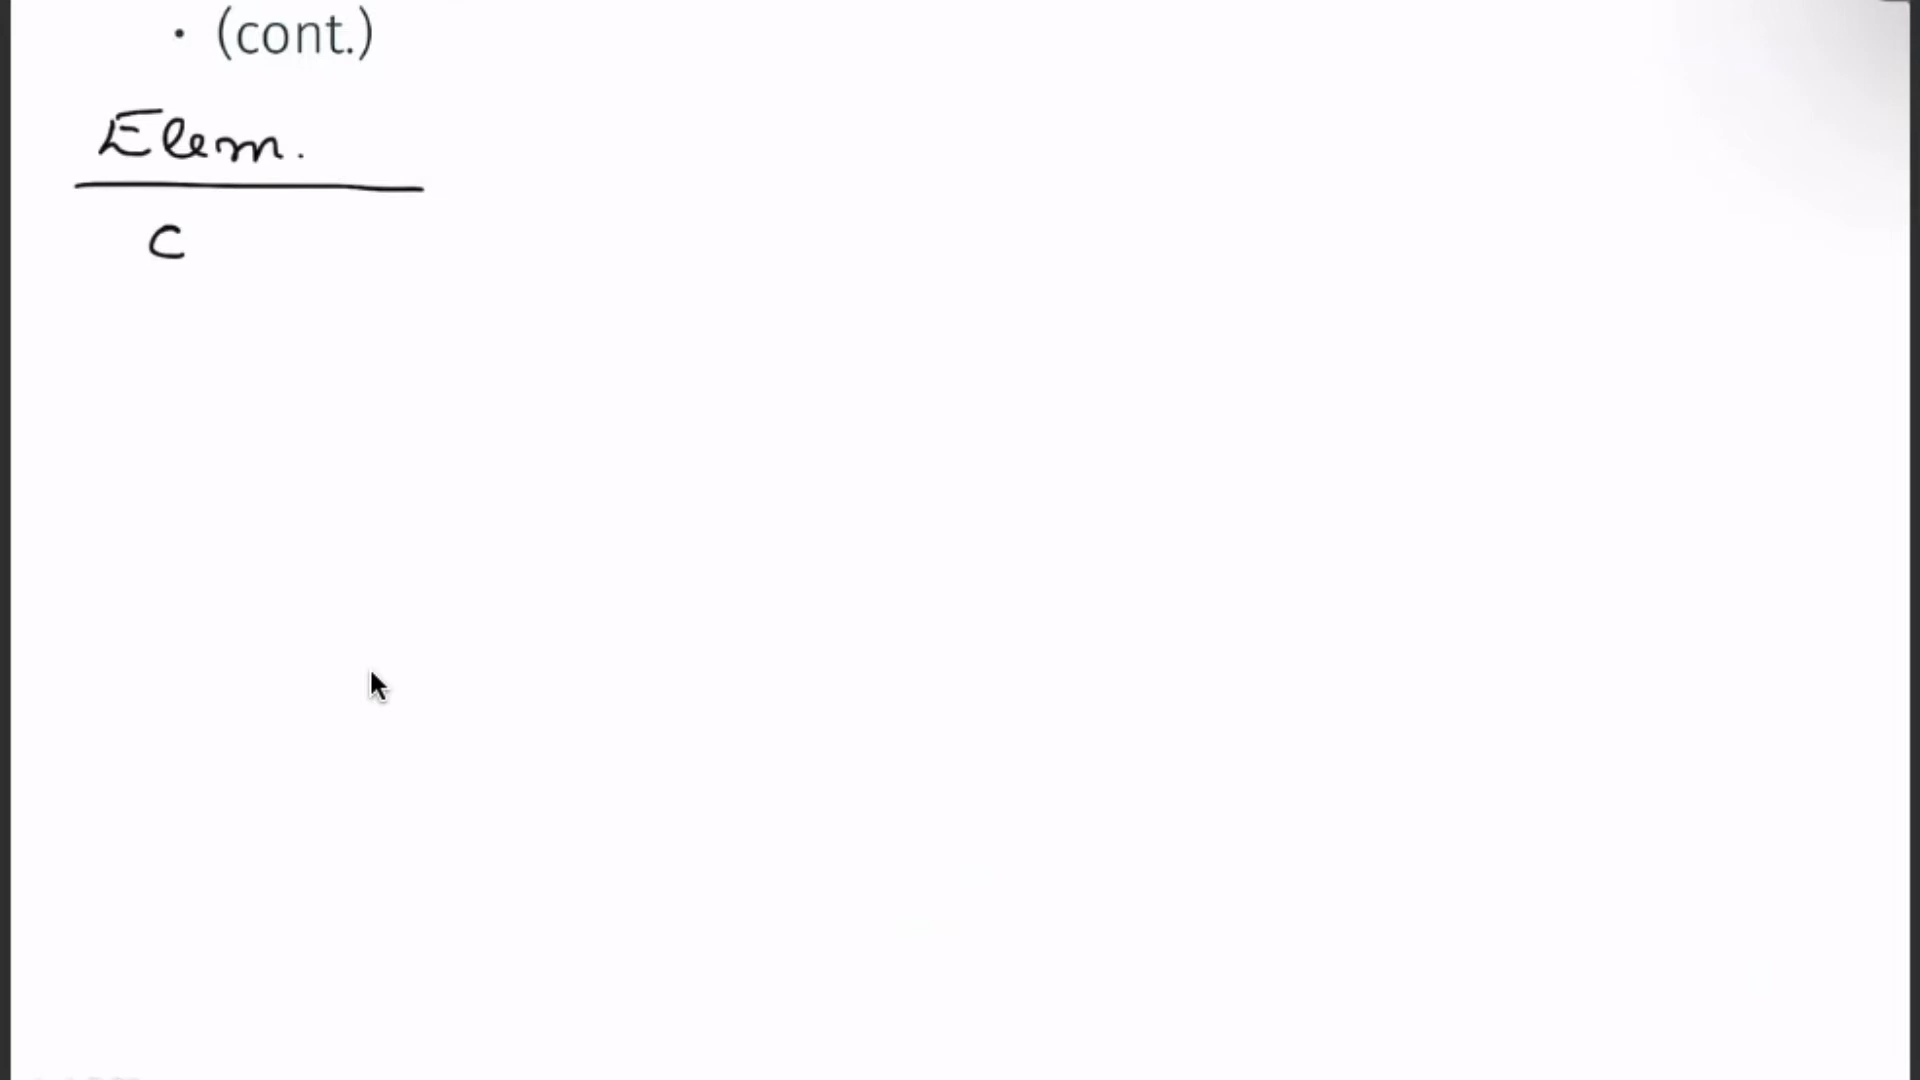 • (cont.)
Elem.
C